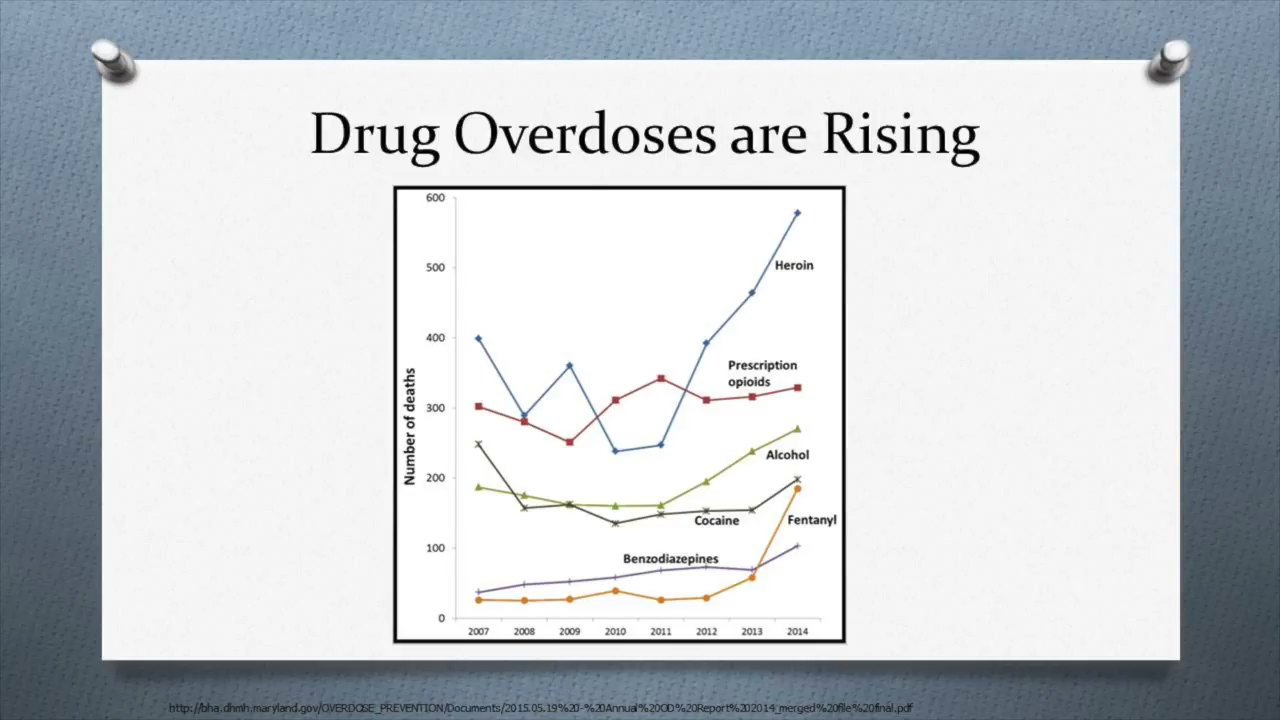 Drug Overdoses are Rising
600
500
400
300
200
100
0
Number of deaths
Heroin
Prescription
opioids
Alcohol
Cocaine
Fentanyl
Benzodiazepines
2007 2008 2009 2010 2011 2012 2013 2014
http://bha.dhmh.maryland.gov/OVERDOSE_PREVENTION/Documents/2015.05.19%20-%20Annual%20OD%20Report%202014_merged%20file%20final.pdf